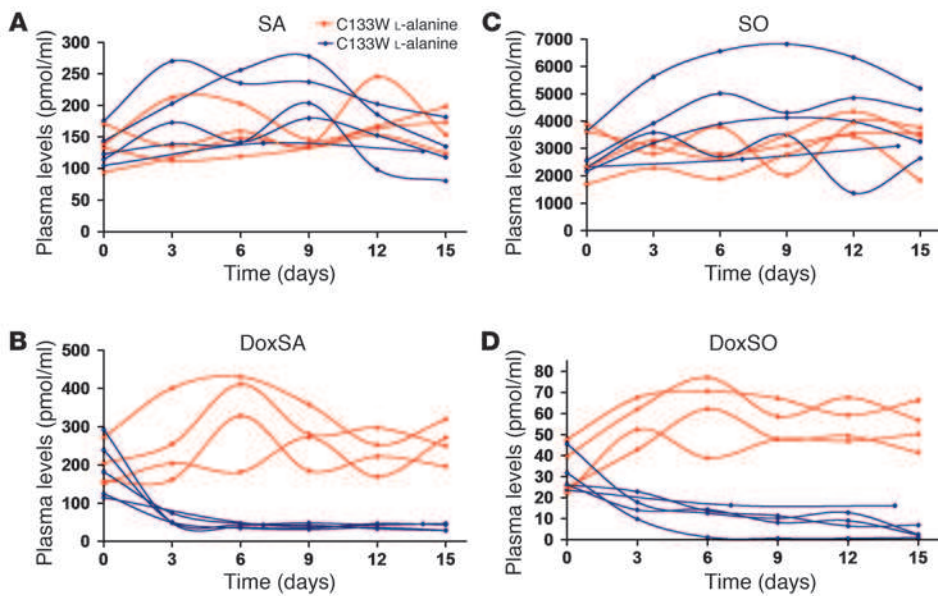 A
SA
C133W L-alanine
C133W L-alanine
Plasma levels (pmol/ml)
300
250
200
150
100
50
0
0 3 6 9 12 15
Time (days)
C
SO
Plasma levels (pmol/ml)
7000
6000
5000
4000
3000
2000
1000
0
0 3 6 9 12 15
Time (days)
B
DoxSA
Plasma levels (pmol/ml)
500
400
300
200
100
0
0 3 6 9 12 15
Time (days)
D
DoxSO
Plasma levels (pmol/ml)
80
70
60
50
40
30
20
10
0
0 3 6 9 12 15
Time (days)